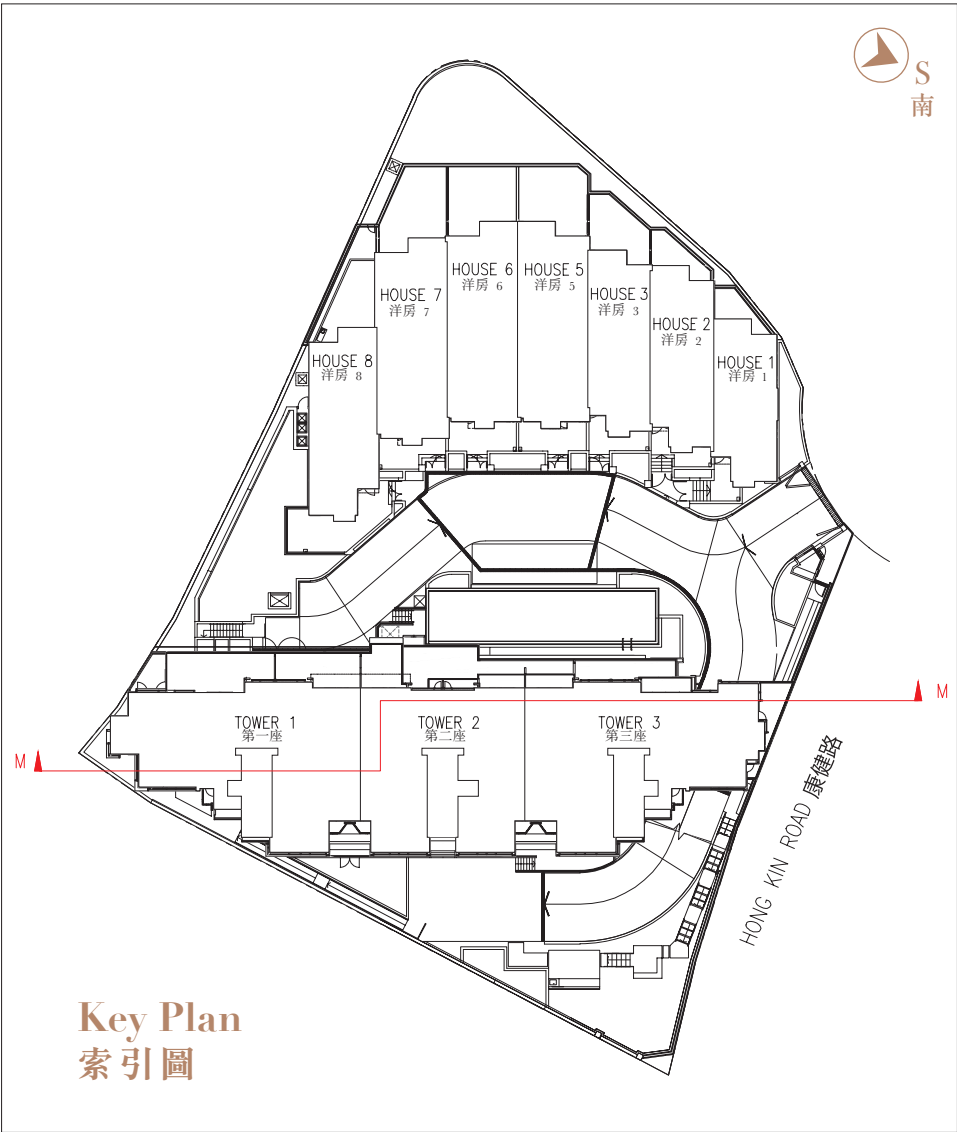 S
南
HOUSE 6
洋房 6
HOUSE 5
洋房 5
HOUSE 7
洋房 7
HOUSE 3
洋房 3
HOUSE 2
洋房 2
HOUSE 8
洋房 8
HOUSE 1
洋房 1
M
TOWER 1
第一座
TOWER 2
第二座
TOWER 3
第三座
M
HONG KIN ROAD 康健路
Key Plan
索引圖